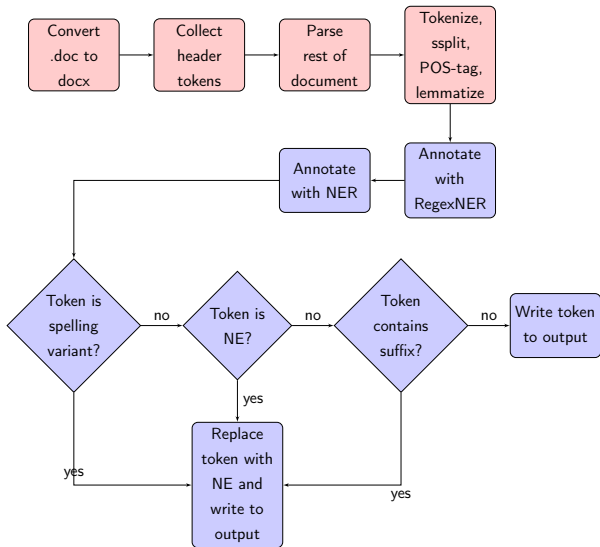 Convert
.doc to
docx
Collect
header
tokens
Parse
rest of
document
Tokenize,
ssplit,
POS-tag,
lemmatize
Annotate
with NER
Annotate
with
RegexNER
Token is
spelling
variant?
no
Token is
NE?
no
Token
contains
suffix?
no
Write token
to output
yes
yes
yes
Replace
token with
NE and
write to
output